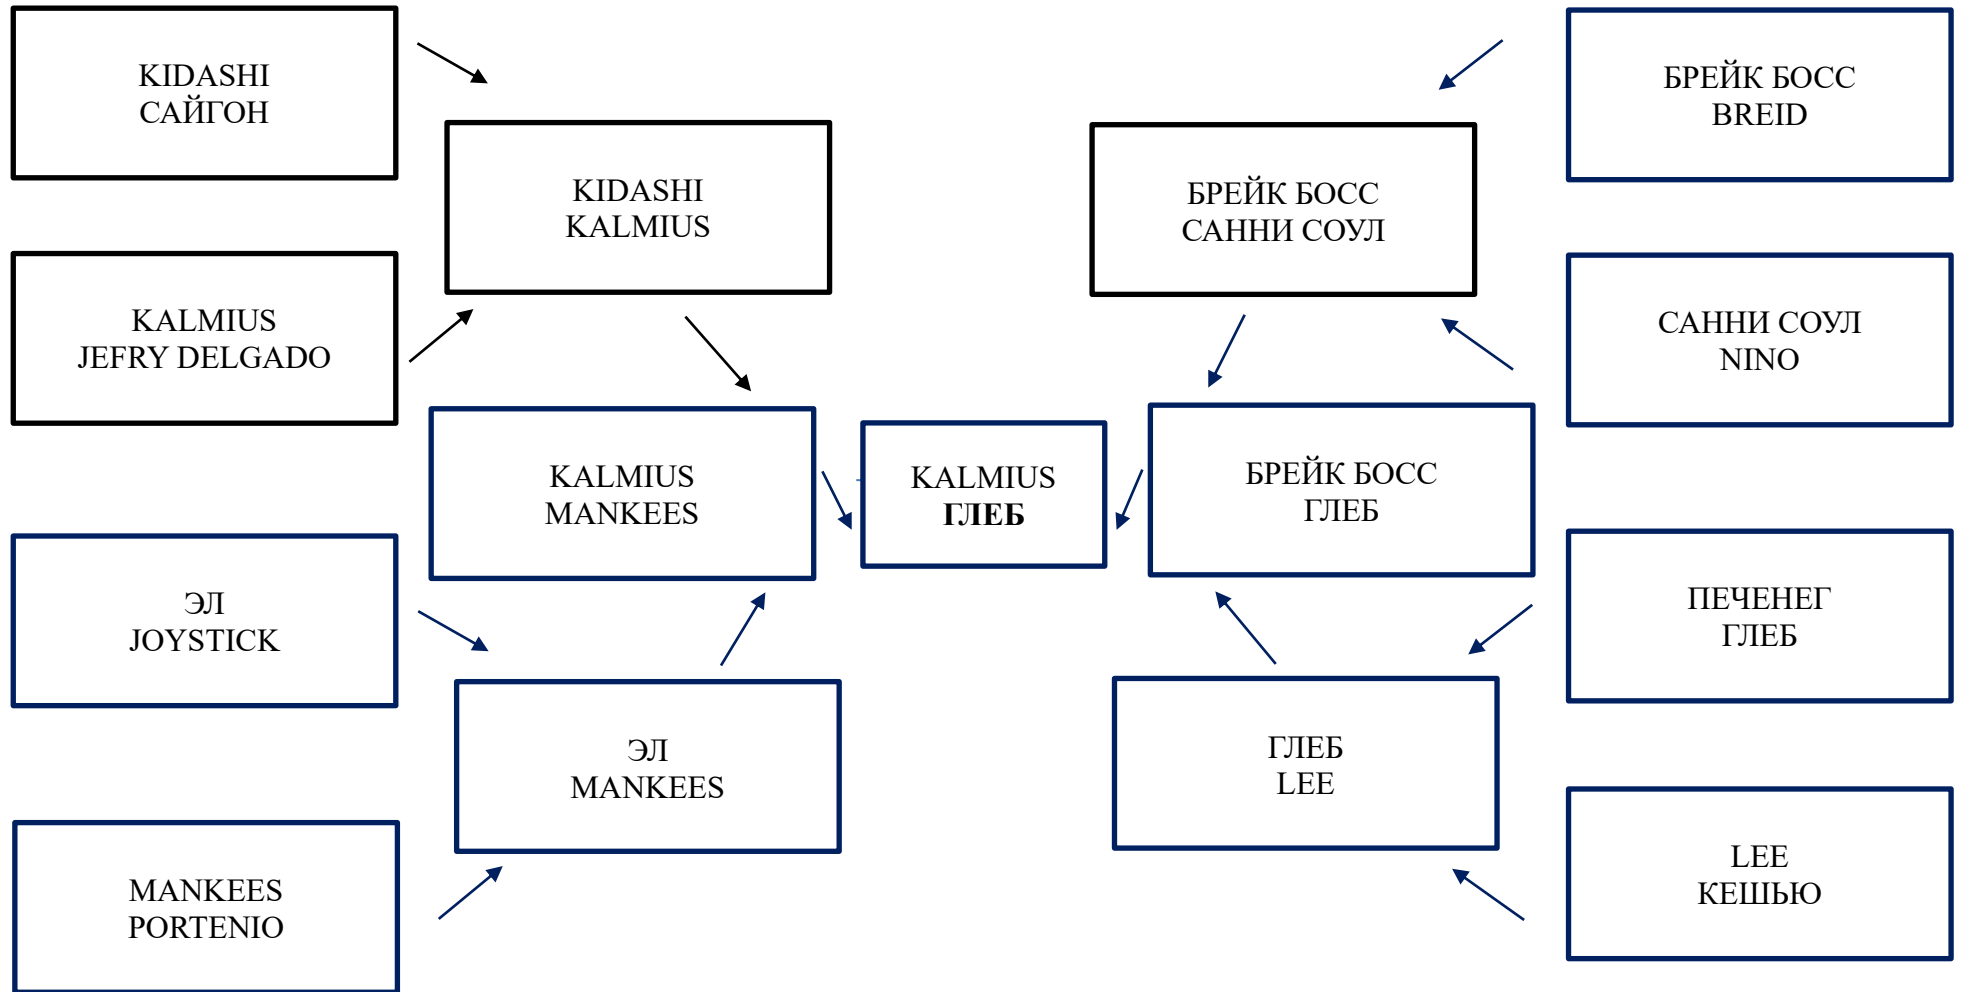 KIDASHI
САЙГОН
KALMIUS
JEFRY DELGADO
ЭЛ
JOYSTICK
MANKEES
PORTENIO
KIDASHI
KALMIUS
KALMIUS
MANKEES
ЭЛ
MANKEES
KALMIUS
ГЛЕБ
БРЕЙК БОСС
САННИ СОУЛ
БРЕЙК БОСС
ГЛЕБ
ГЛЕБ
LEE
БРЕЙК БОСС
BREID
САННИ СОУЛ
NINO
ПЕЧЕНЕГ
ГЛЕБ
LEE
КЕШЬЮ